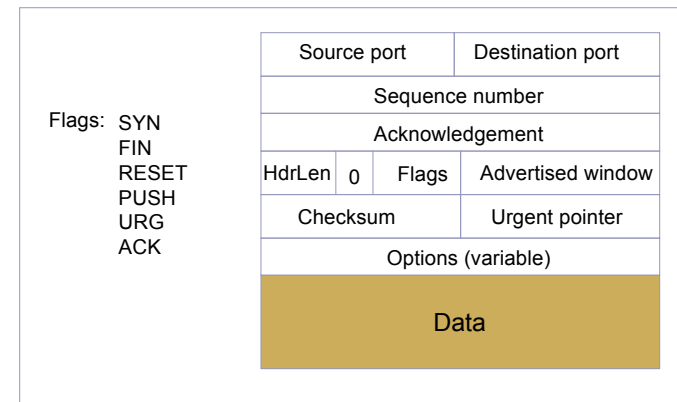 Source port Destination port
Sequence number
Flags: SYN
Acknowledgement
FIN
RESET
HdrLen 0 Flags Advertised window
PUSH
URG
Checksum Urgent pointer
ACK
Options (variable)
Data